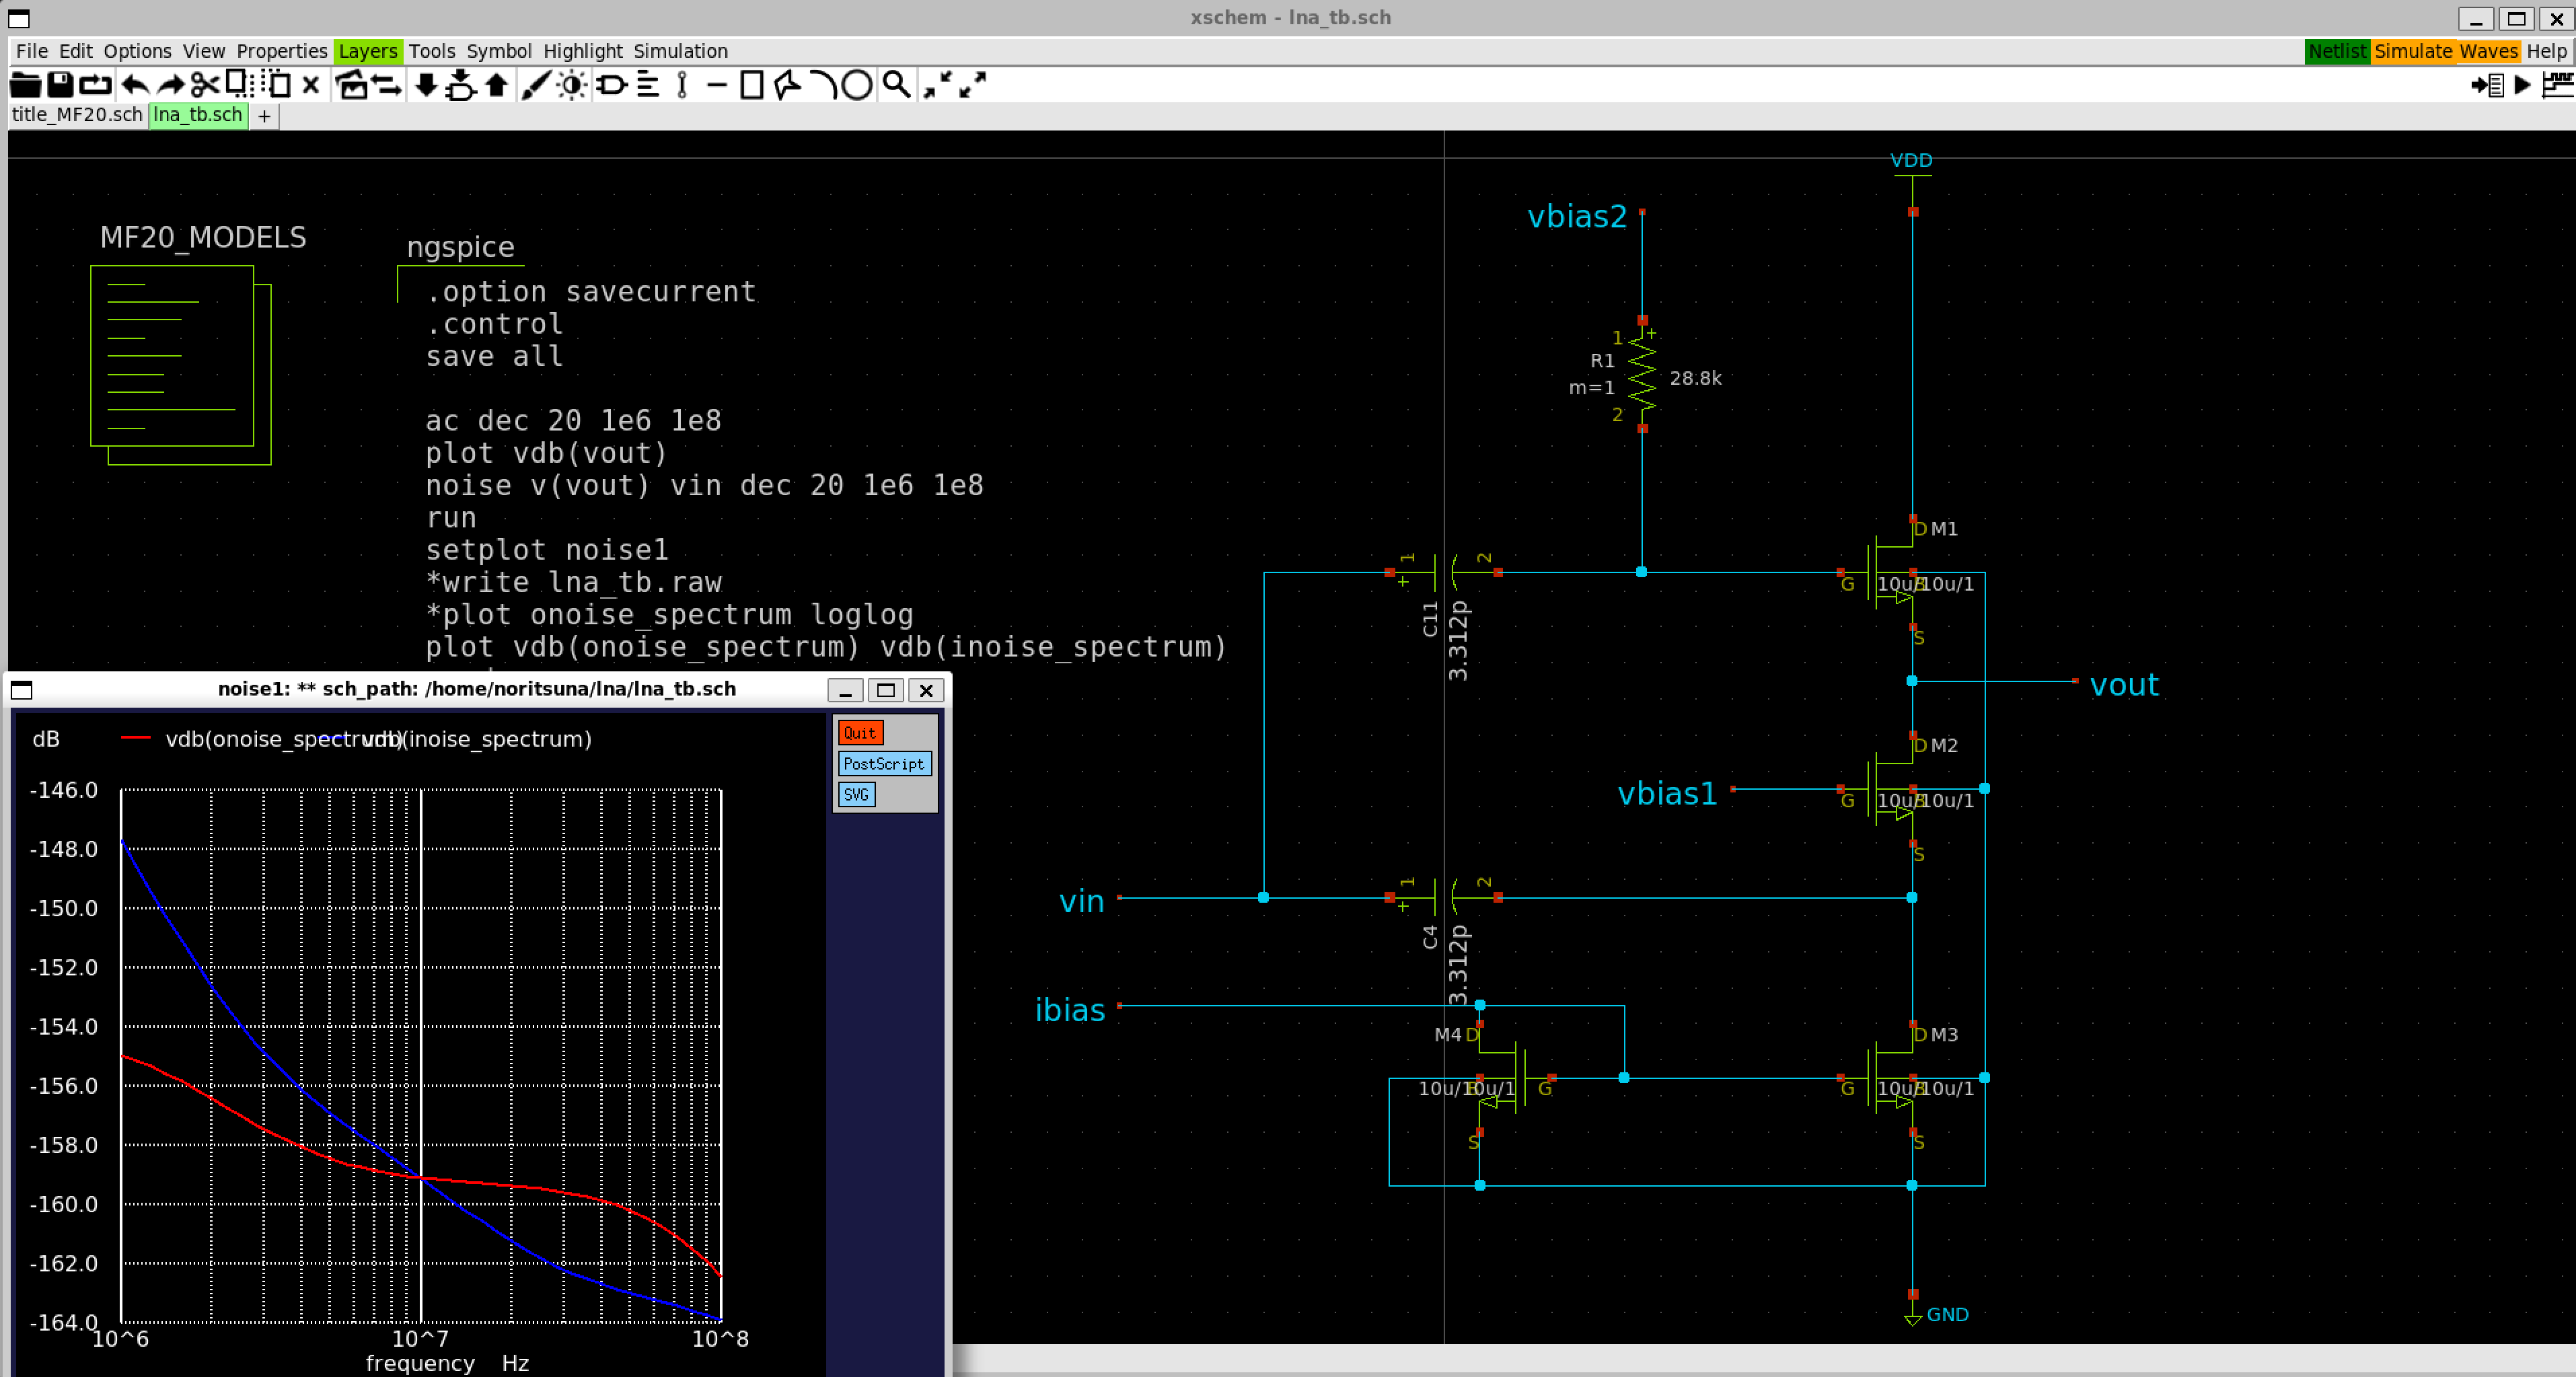 xschem - lna_tb.sch
File Edit Options View Properties Layers Tools Symbol Highlight Simulation Netlist Simulate Waves Help
title_MF20.sch lna_tb.sch +
MF20_MODELS
ngspice
.option savecurrent
.control
save all
ac dec 20 1e6 1e8
plot vdb(vout)
noise v(vout) vin dec 20 1e6 1e8
run
setplot noise1
*write lna_tb.raw
*plot onoise_spectrum loglog
plot vdb(onoise_spectrum) vdb(inoise_spectrum)
VDD
vbias2
1
+
R1
m=1
28.8k
2
D M1
1
+
2
C11
3.312p
G
10u/1
10u/1
S
vout
D M2
vbias1
G
10u/1
10u/1
S
vin
1
+
2
C4
3.312p
ibias
M4 D
10u/1
10u/1
G
S
D M3
G
10u/1
10u/1
S
GND
noise1: ** sch_path: /home/noritsuna/lna/lna_tb.sch
dB
vdb(onoise_spectrum)
vdb(inoise_spectrum)
Quit
PostScript
SVG
-146.0
-148.0
-150.0
-152.0
-154.0
-156.0
-158.0
-160.0
-162.0
-164.0
10^6 10^7 10^8
frequency Hz